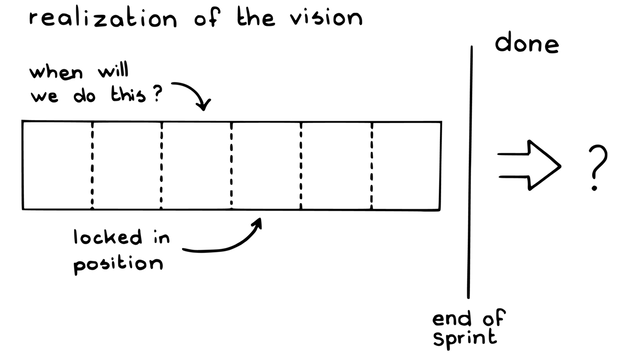 realization of the vision
done
when will
we do this?
locked in
position
?
end of
sprint